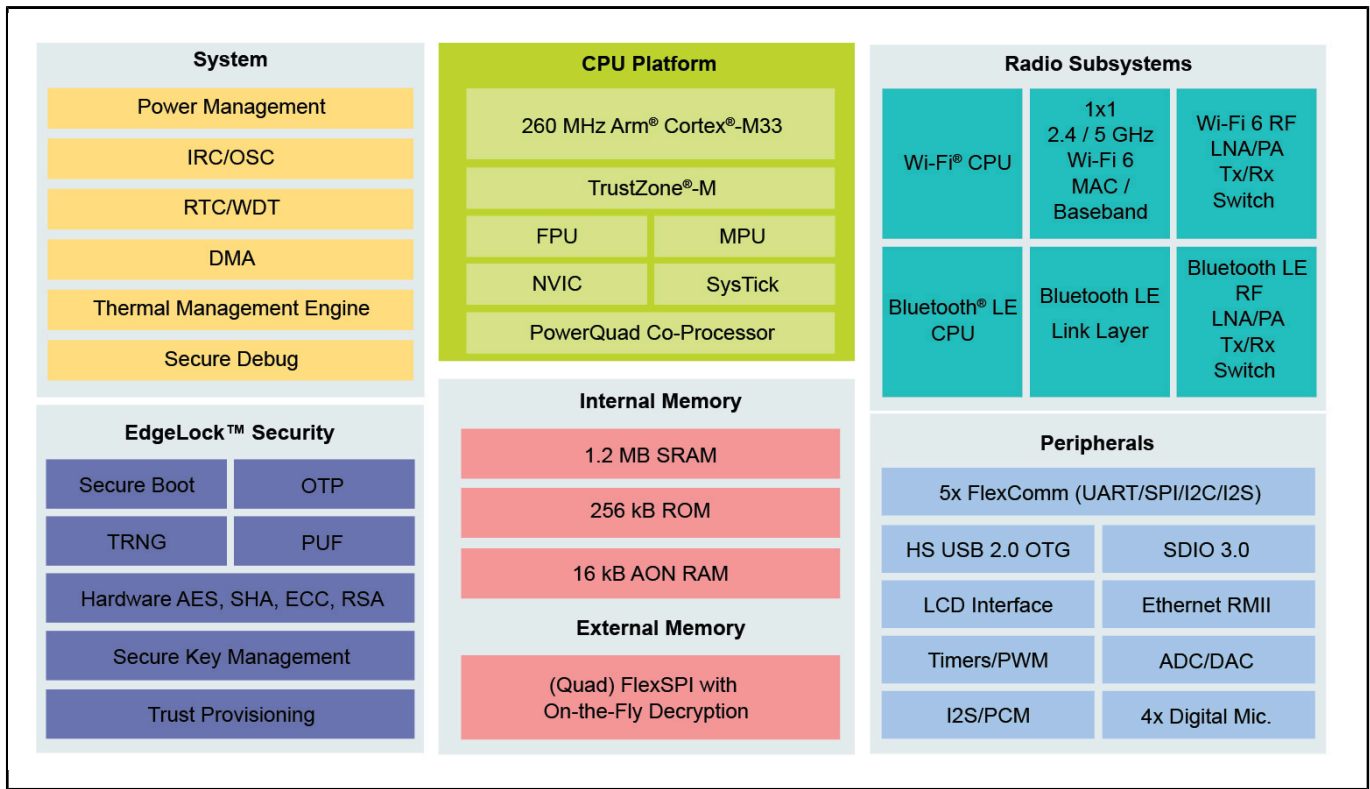 System
Power Management
IRC/OSC
RTC/WDT
DMA
Thermal Management Engine
Secure Debug
EdgeLock™ Security
Secure Boot
OTP
TRNG
PUF
Hardware AES, SHA, ECC, RSA
Secure Key Management
Trust Provisioning
CPU Platform
260 MHz Arm® Cortex®-M33
TrustZone®-M
FPU
MPU
NVIC
SysTick
PowerQuad Co-Processor
Internal Memory
1.2 MB SRAM
256 kB ROM
16 kB AON RAM
External Memory
(Quad) FlexSPI with
On-the-Fly Decryption
Radio Subsystems
Wi-Fi® CPU
1x1
2.4 / 5 GHz
Wi-Fi 6
MAC /
Baseband
Wi-Fi 6 RF
LNA/PA
Tx/Rx
Switch
Bluetooth® LE
CPU
Bluetooth LE
Link Layer
Bluetooth LE
RF
LNA/PA
Tx/Rx
Switch
Peripherals
5x FlexComm (UART/SPI/I2C/I2S)
HS USB 2.0 OTG
SDIO 3.0
LCD Interface
Ethernet RMII
Timers/PWM
ADC/DAC
I2S/PCM
4x Digital Mic.